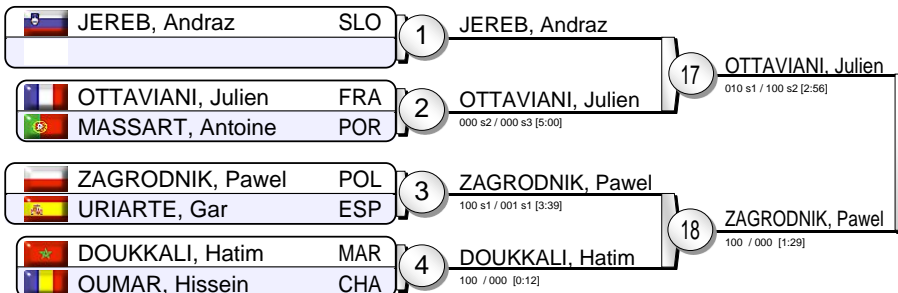 JEREB, Andraz SLO
1
JEREB, Andraz
OTTAVIANI, Julien FRA
MASSART, Antoine POR
2
OTTAVIANI, Julien
000 s2 / 000 s3 [5:00]
17
OTTAVIANI, Julien
010 s1 / 100 s2 [2:56]
ZAGRODNIK, Pawel POL
URIARTE, Gar ESP
3
ZAGRODNIK, Pawel
100 s1 / 001 s1 [3:39]
DOUKKALI, Hatim MAR
OUMAR, Hissein CHA
4
DOUKKALI, Hatim
100 / 000 [0:12]
18
ZAGRODNIK, Pawel
100 / 000 [1:29]